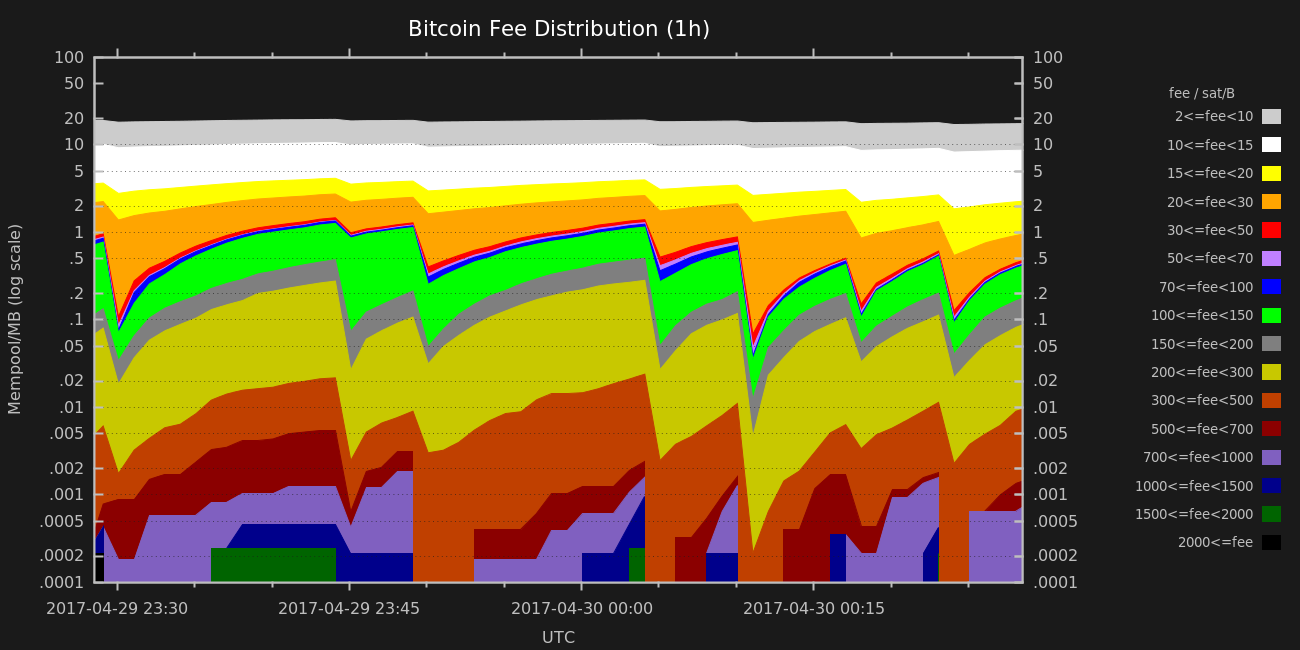 Bitcoin Fee Distribution (1h)
100
50
20
10
5
2
1
.5
.2
.1
.05
.02
.01
.005
.002
.001
.0005
.0002
.0001
Mempool/MB (log scale)
100
50
20
10
5
2
1
.5
.2
.1
.05
.02
.01
.005
.002
.001
.0005
.0002
.0001
2017-04-29 23:30
2017-04-29 23:45
2017-04-30 00:00
2017-04-30 00:15
UTC
fee / sat/B
2<=fee<10
10<=fee<15
15<=fee<20
20<=fee<30
30<=fee<50
50<=fee<70
70<=fee<100
100<=fee<150
150<=fee<200
200<=fee<300
300<=fee<500
500<=fee<700
700<=fee<1000
1000<=fee<1500
1500<=fee<2000
2000<=fee